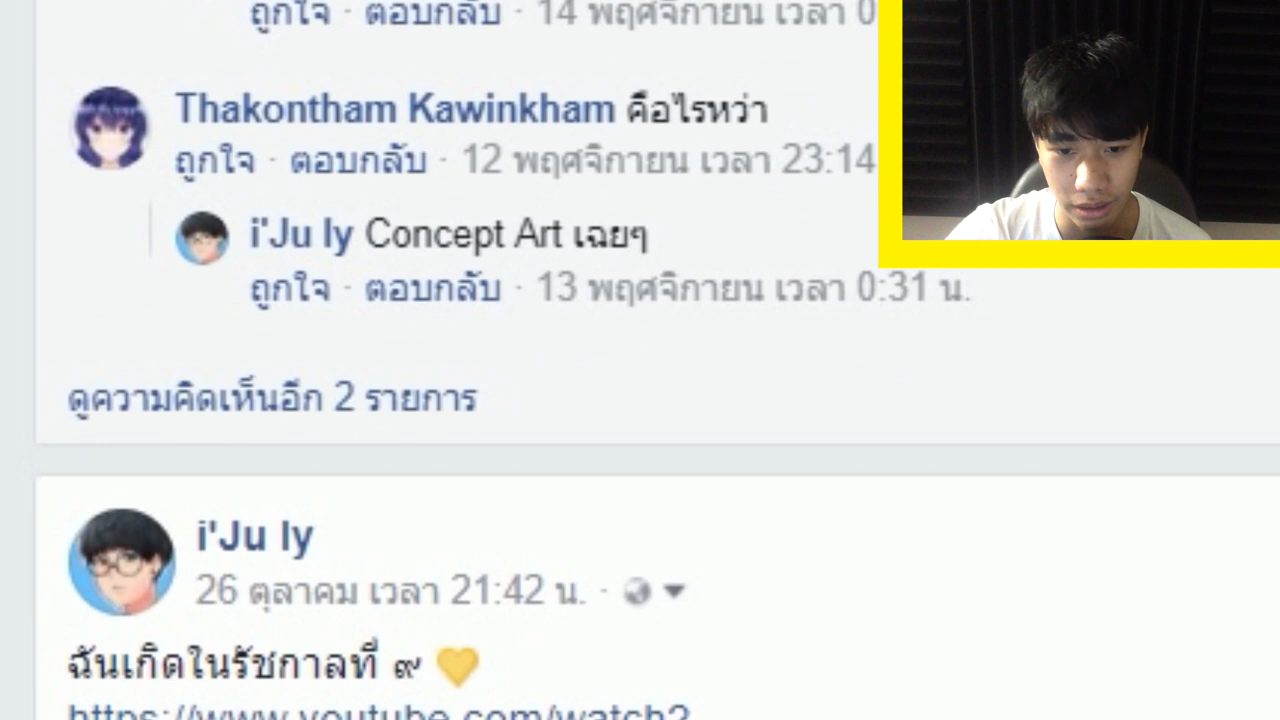 ถูกใจ · ตอบกลับ · 14 พฤศจิกายน เวลา 0
Thakontham Kawinkham คือไรหว่า
ถูกใจ · ตอบกลับ · 12 พฤศจิกายน เวลา 23:14
i'Ju ly Concept Art เฉยๆ
ถูกใจ · ตอบกลับ · 13 พฤศจิกายน เวลา 0:31 น.
ดูความคิดเห็นอีก 2 รายการ
i'Ju ly
26 ตุลาคม เวลา 21:42 น. ·
ฉันเกิดในรัชกาลที่ ๙ 💛
https://www.youtube.com/watch?